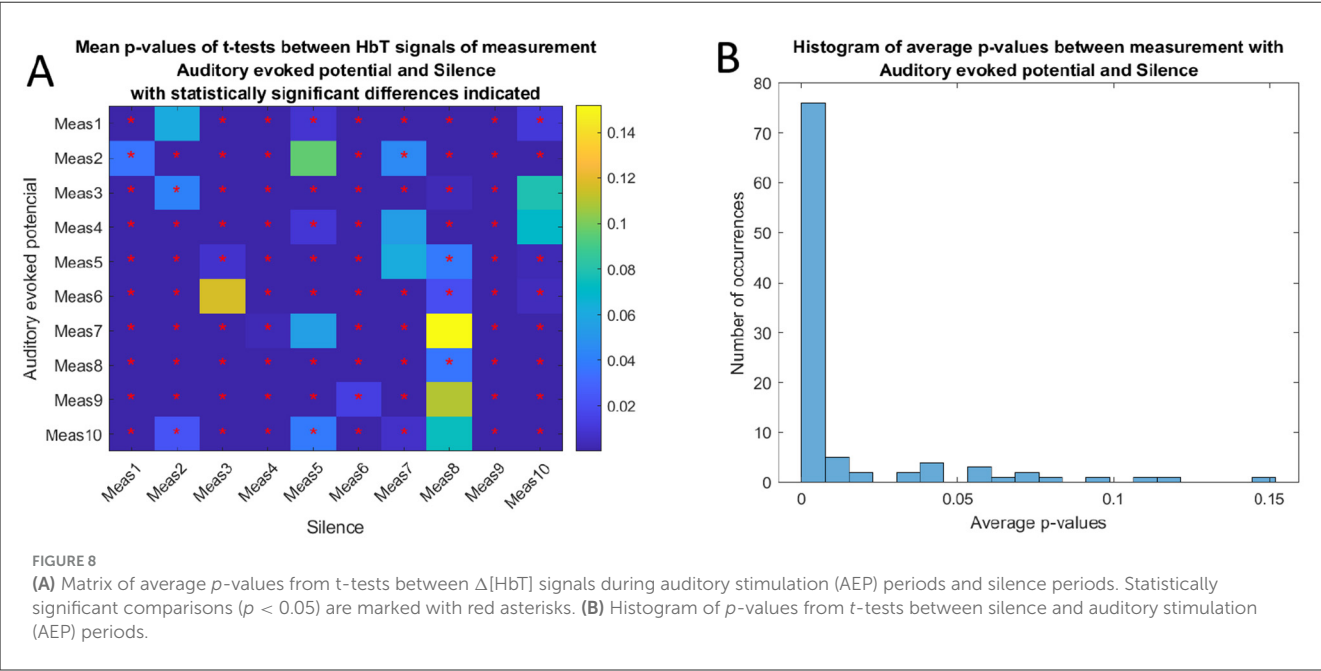 A
Mean p-values of t-tests between HbT signals of measurement
Auditory evoked potential and Silence
with statistically significant differences indicated
Auditory evoked potencial
Meas1
Meas2
Meas3
Meas4
Meas5
Meas6
Meas7
Meas8
Meas9
Meas10
Meas1
Meas2
Meas3
Meas4
Meas5
Meas6
Meas7
Meas8
Meas9
Meas10
Silence
0.14
0.12
0.1
0.08
0.06
0.04
0.02
B
Histogram of average p-values between measurement with
Auditory evoked potential and Silence
Number of occurrences
80
70
60
50
40
30
20
10
0
0
0.05
0.1
0.15
Average p-values
FIGURE 8
(A) Matrix of average p-values from t-tests between Δ[HbT] signals during auditory stimulation (AEP) periods and silence periods. Statistically
significant comparisons (p < 0.05) are marked with red asterisks. (B) Histogram of p-values from t-tests between silence and auditory stimulation
(AEP) periods.